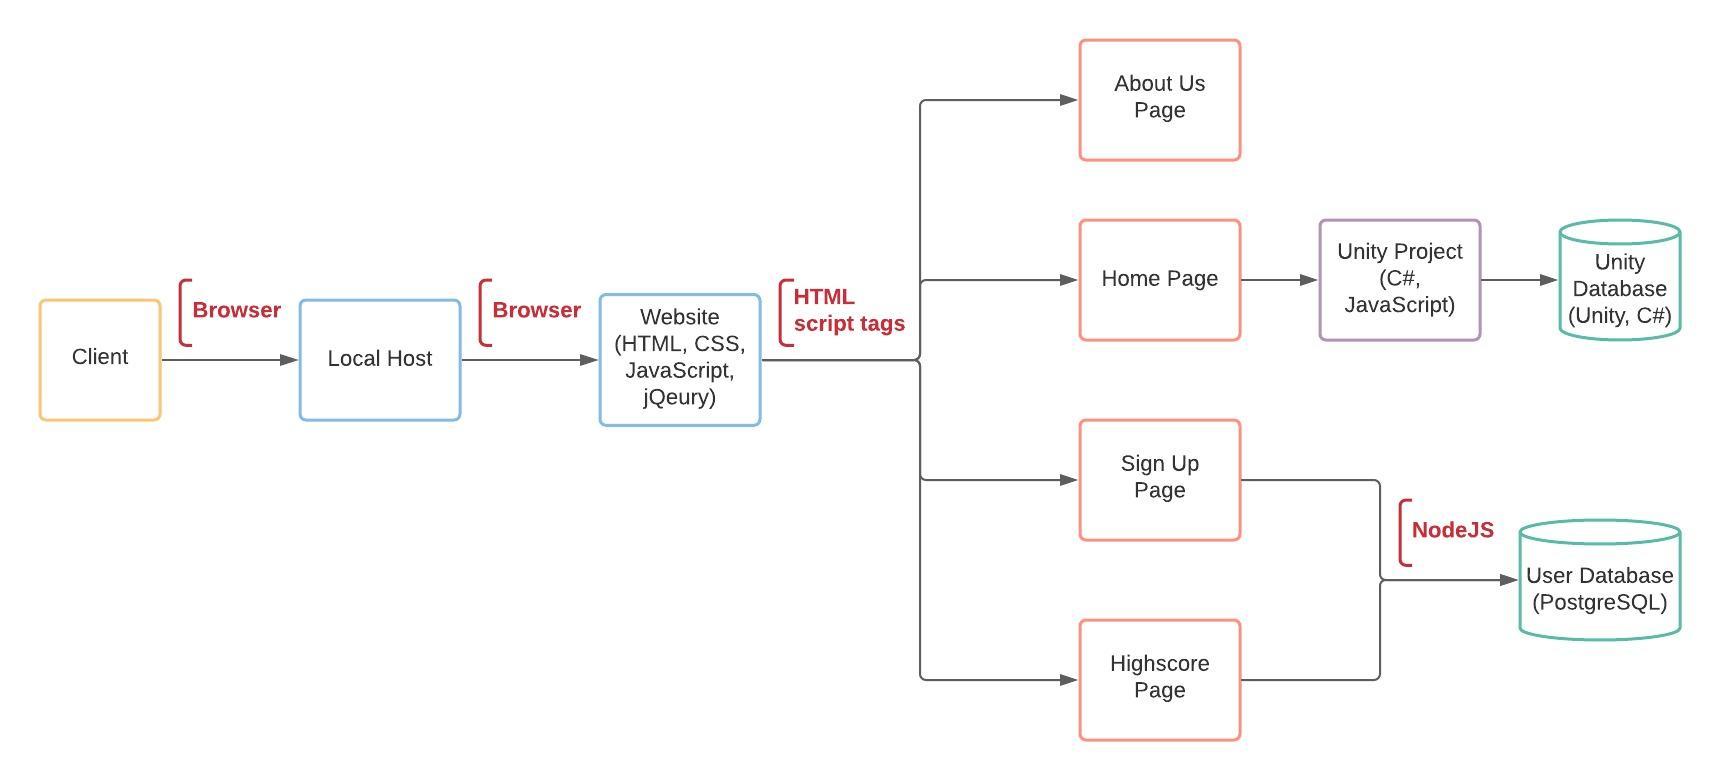 Client
Browser
Local Host
Browser
Website
(HTML, CSS,
JavaScript,
jQeury)
HTML
script tags
About Us
Page
Home Page
Unity Project
(C#,
JavaScript)
Unity
Database
(Unity, C#)
Sign Up
Page
Highscore
Page
NodeJS
User Database
(PostgreSQL)